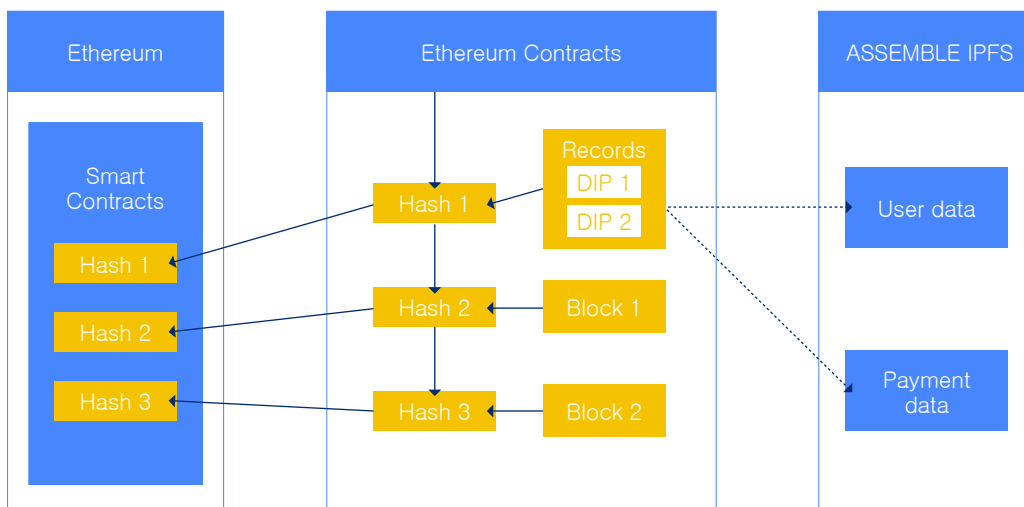 Ethereum
Smart
Contracts
Hash 1
Hash 2
Hash 3
Ethereum Contracts
Hash 1
Hash 2
Hash 3
Records
DIP 1
DIP 2
Block 1
Block 2
ASSEMBLE IPFS
User data
Payment
data